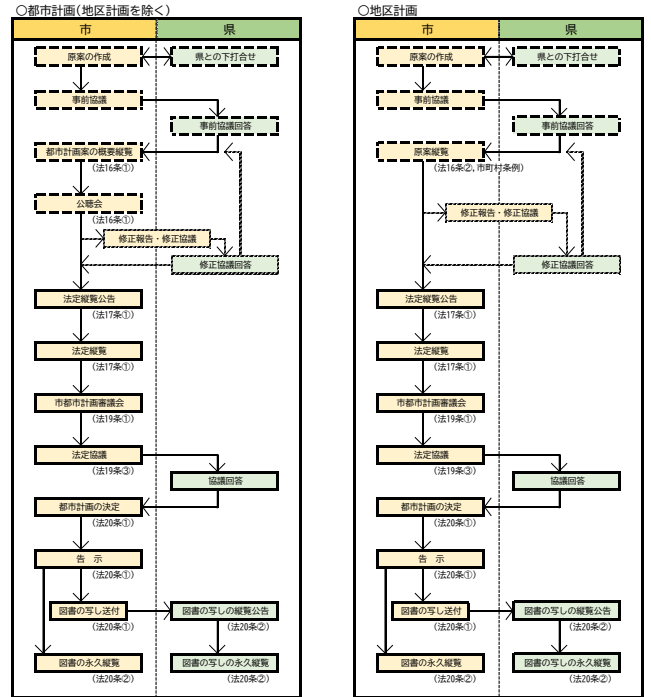 ○都市計画(地区計画を除く)
市 県
原案の作成 県との下打合せ
事前協議
事前協議回答
都市計画案の概要縦覧
(法16条①)
公聴会
(法16条①)
修正報告・修正協議
修正協議回答
法定縦覧公告
(法17条①)
法定縦覧
(法17条①)
市都市計画審議会
(法19条①)
法定協議
(法19条③)
協議回答
都市計画の決定
(法20条①)
告 示
(法20条①)
図書の写し送付 図書の写しの縦覧公告
(法20条①) (法20条②)
図書の永久縦覧 図書の写しの永久縦覧
(法20条②) (法20条②)
○地区計画
市 県
原案の作成 県との下打合せ
事前協議
事前協議回答
原案縦覧
(法16条②,市町村条例)
修正報告・修正協議
修正協議回答
法定縦覧公告
(法17条①)
法定縦覧
(法17条①)
市都市計画審議会
(法19条①)
法定協議
(法19条③)
協議回答
都市計画の決定
(法20条①)
告 示
(法20条①)
図書の写し送付 図書の写しの縦覧公告
(法20条①) (法20条②)
図書の永久縦覧 図書の写しの永久縦覧
(法20条②) (法20条②)